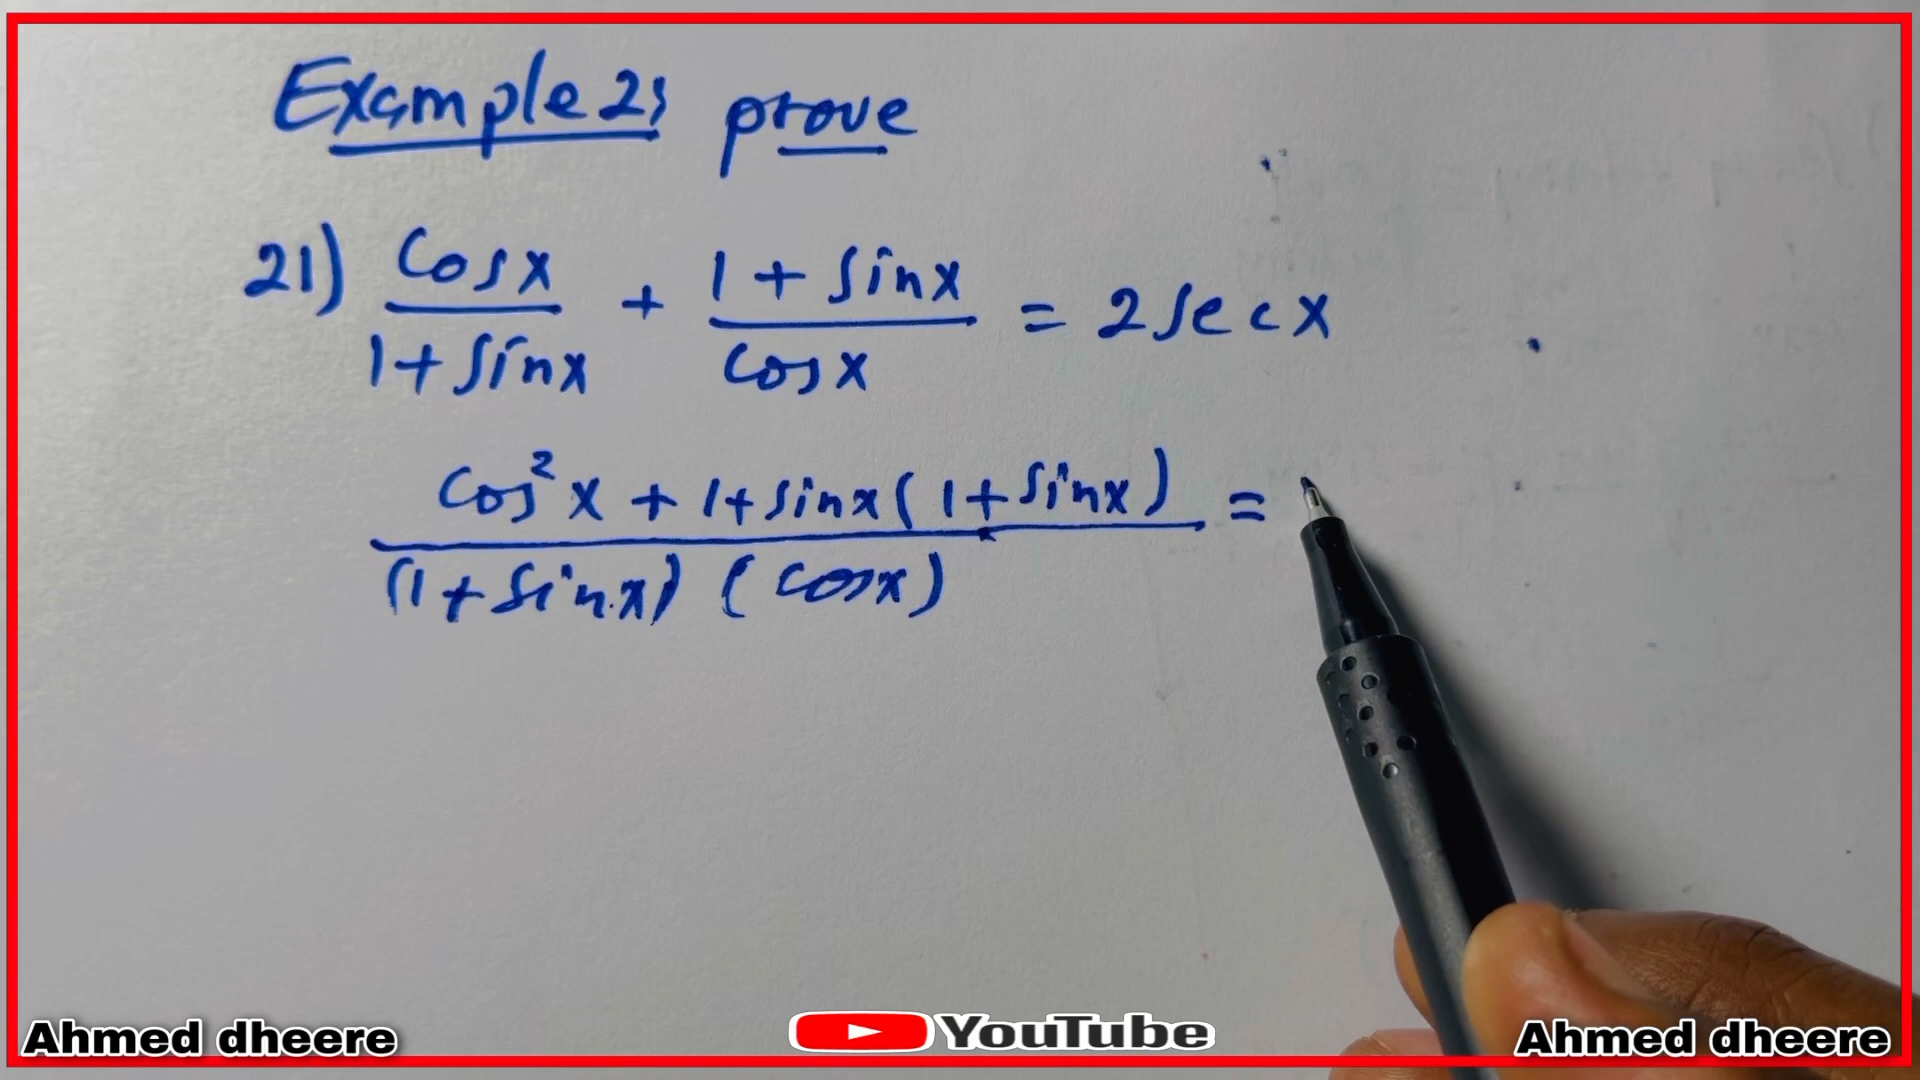 Example 2: prove
21) cosx/1+sinx + 1+sinx/cosx = 2secx
cos²x + 1+sinx(1+sinx)/(1+sinx)(cosx) =
Ahmed dheere YouTube Ahmed dheere